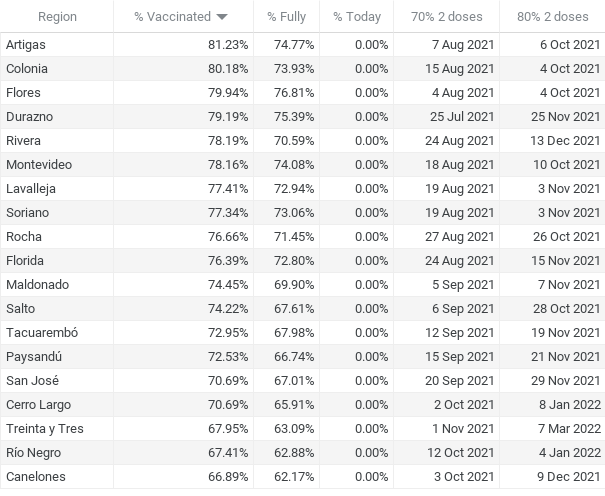 Region % Vaccinated % Fully % Today 70% 2 doses 80% 2 doses
Artigas 81.23% 74.77% 0.00% 7 Aug 2021 6 Oct 2021
Colonia 80.18% 73.93% 0.00% 15 Aug 2021 4 Oct 2021
Flores 79.94% 76.81% 0.00% 4 Aug 2021 4 Oct 2021
Durazno 79.19% 75.39% 0.00% 25 Jul 2021 25 Nov 2021
Rivera 78.19% 70.59% 0.00% 24 Aug 2021 13 Dec 2021
Montevideo 78.16% 74.08% 0.00% 18 Aug 2021 10 Oct 2021
Lavalleja 77.41% 72.94% 0.00% 19 Aug 2021 3 Nov 2021
Soriano 77.34% 73.06% 0.00% 19 Aug 2021 3 Nov 2021
Rocha 76.66% 71.45% 0.00% 27 Aug 2021 26 Oct 2021
Florida 76.39% 72.80% 0.00% 24 Aug 2021 15 Nov 2021
Maldonado 74.45% 69.90% 0.00% 5 Sep 2021 7 Nov 2021
Salto 74.22% 67.61% 0.00% 6 Sep 2021 28 Oct 2021
Tacuarembó 72.95% 67.98% 0.00% 12 Sep 2021 19 Nov 2021
Paysandú 72.53% 66.74% 0.00% 15 Sep 2021 21 Nov 2021
San José 70.69% 67.01% 0.00% 20 Sep 2021 29 Nov 2021
Cerro Largo 70.69% 65.91% 0.00% 2 Oct 2021 8 Jan 2022
Treinta y Tres 67.95% 63.09% 0.00% 1 Nov 2021 7 Mar 2022
Río Negro 67.41% 62.88% 0.00% 12 Oct 2021 4 Jan 2022
Canelones 66.89% 62.17% 0.00% 3 Oct 2021 9 Dec 2021